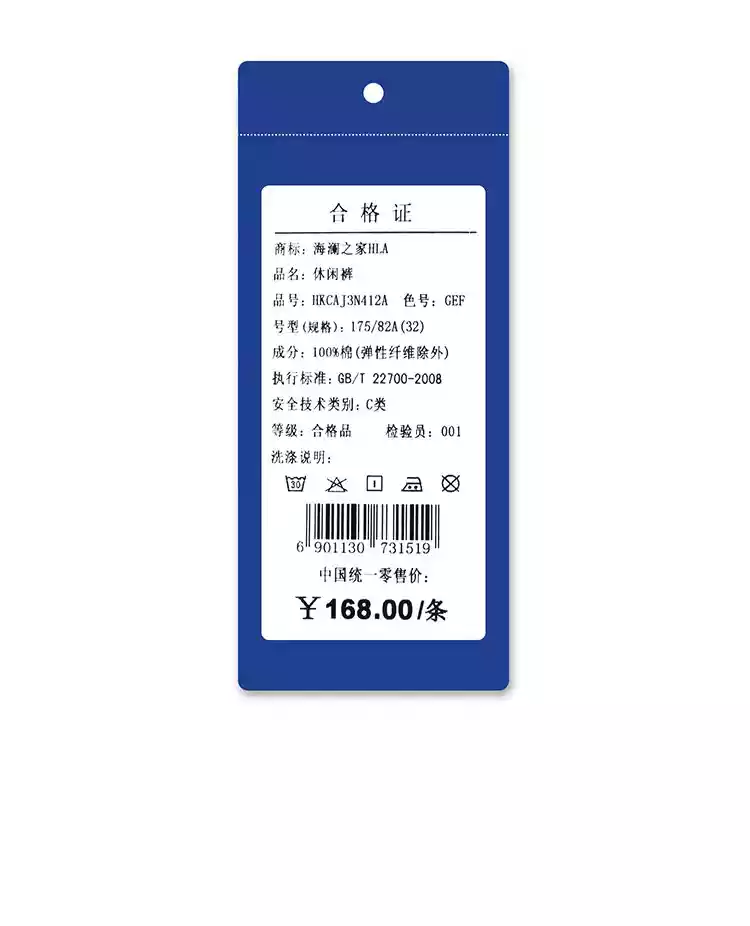 合格证
商标: 海澜之家HLA
品名: 休闲裤
品号: HKCAJ3N412A 色号: GEF
号型(规格): 175/82A(32)
成分: 100%棉(弹性纤维除外)
执行标准: GB/T 22700-2008
安全技术类别: C类
等级: 合格品 检验员: 001
洗涤说明:
30
6 901130 731519
中国统一零售价:
¥168.00/条